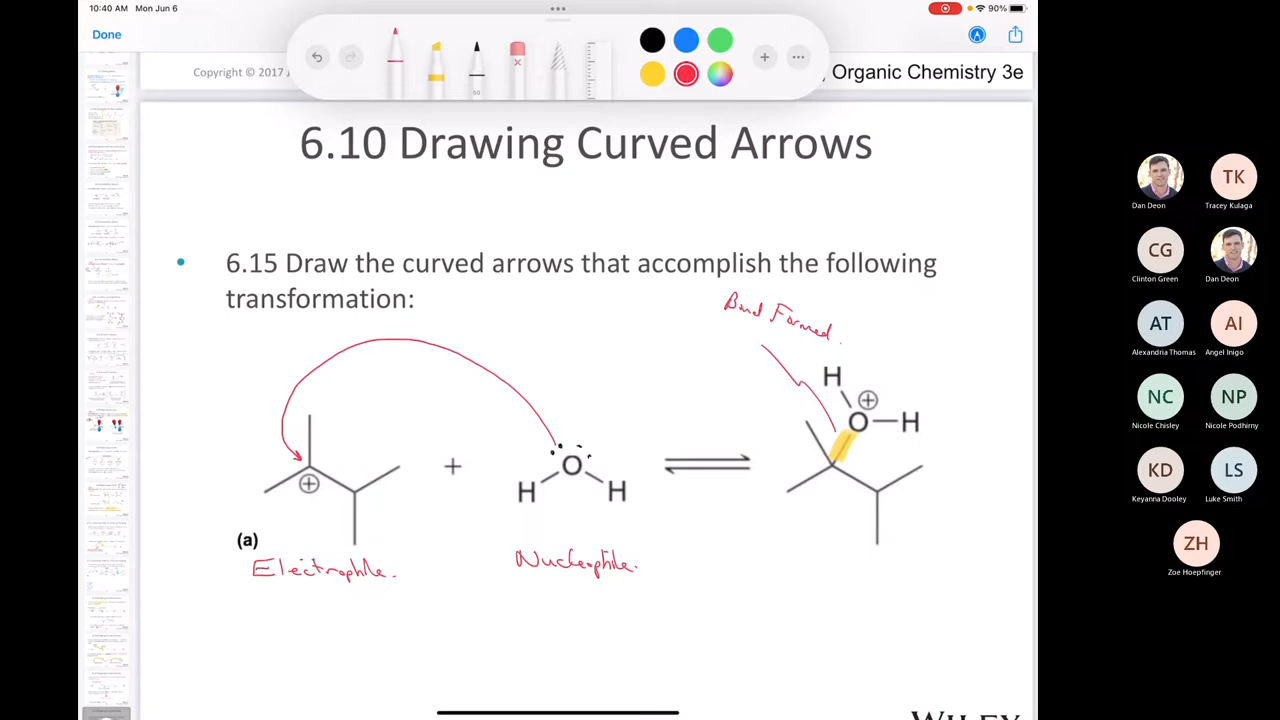 10:40 AM Mon Jun 6
90%
Done
Copyright © 20
Organic Chemistry 3e
50
6.10 Drawing Curved Arrows
6.15 Draw the curved arrows that accomplish the following
transformation:
Bond Formed.
H
O
H
+
O
H
H
(a)
Electrophile.
Nucleophile.
WILEY
Dan Deon
TK
Tracey Kulaga
CG
Clinton Green
Dan Deon
AT
Alexandria Thomas
AI
Angel Inigo
NC
Nicole Chisley
NP
Nicole Podhirny
KD
Keyanna Dooley
LS
Luke Smith
ZH
Zoe Hoepfinger